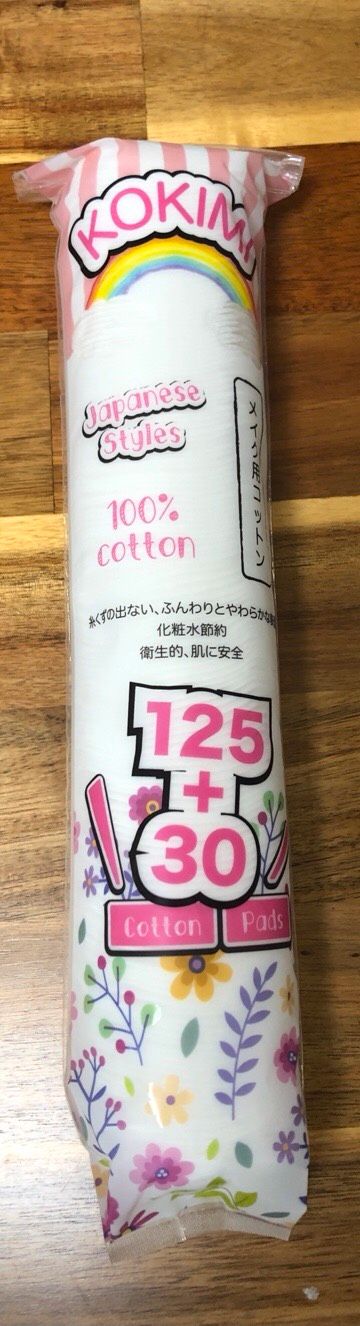 KOKIMI
Japanese
Styles
メイク用コットン
100%
cotton
糸くずの出ない、ふんわりとやわらかな
化粧水節約
衛生的、肌に安全
125
+
30
Cotton Pads